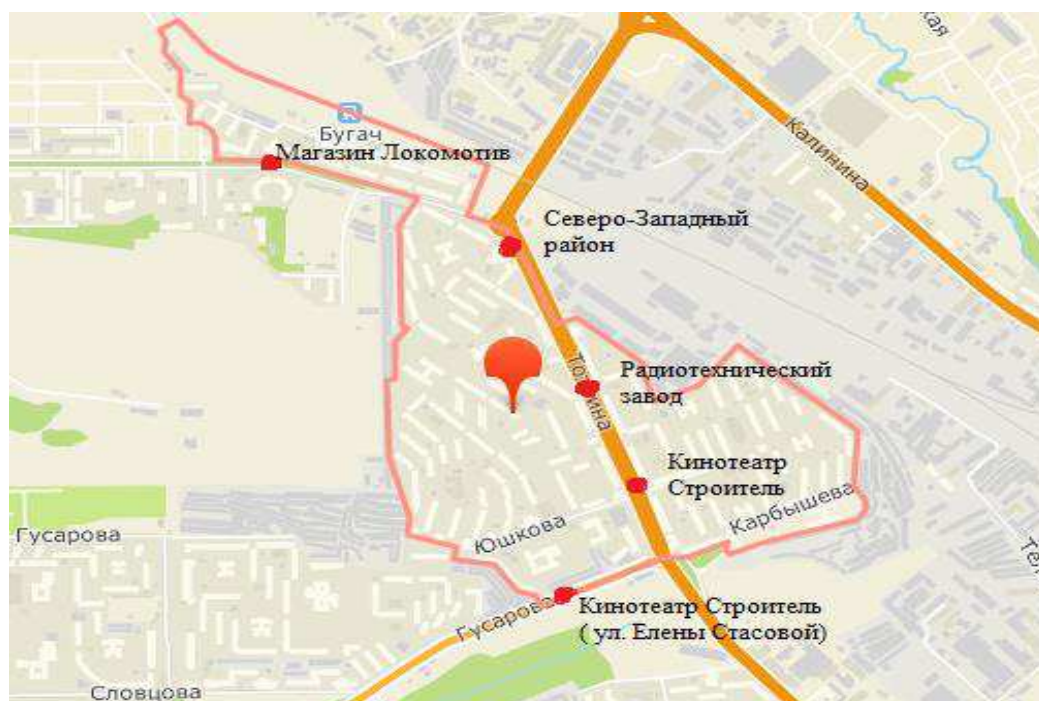 Калинина
Бугач
Магазин Локомотив
Северо-Западный
район
Радиотехнический
завод
Кинотеатр
Строитель
Карбышева
Юшкова
Гусарова
Гусарова
Кинотеатр Строитель
( ул. Елены Стасовой)
Словцова